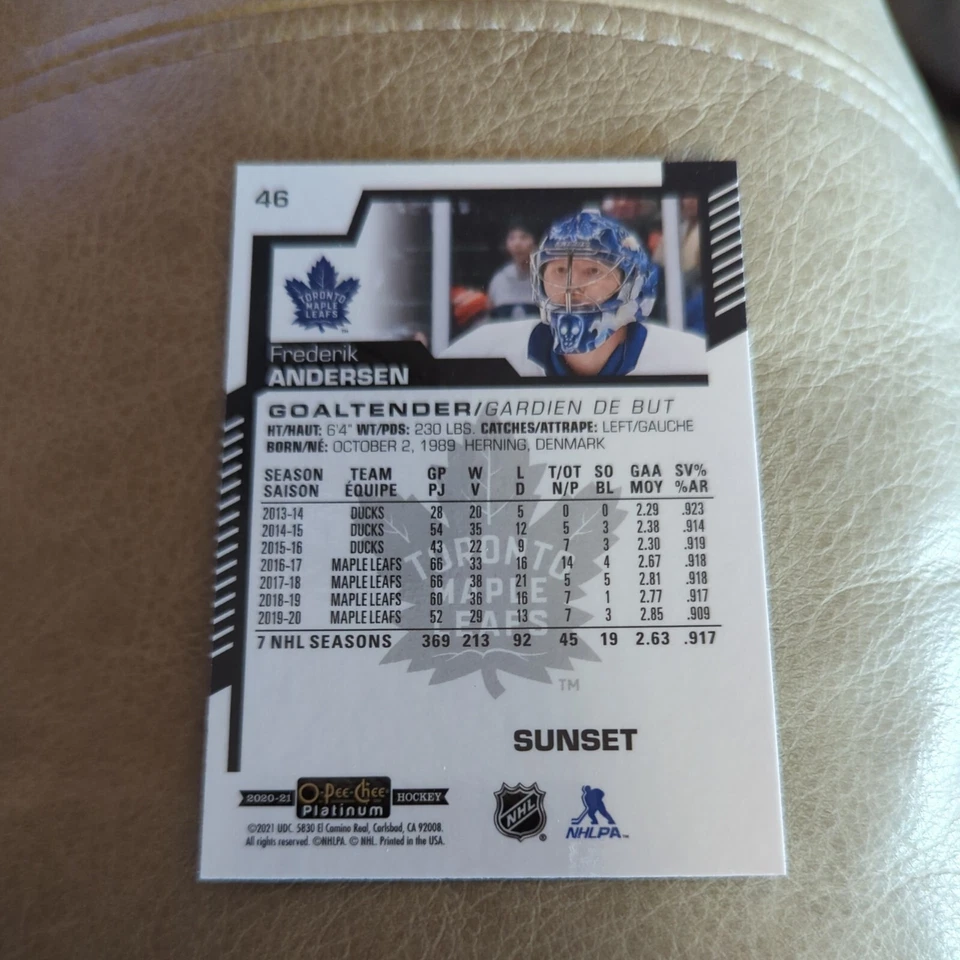 46
TORONTO
MAPLE
LEAFS
Frederik
ANDERSEN
GOALTENDER/GARDIEN DE BUT
HT/HAUT: 6'4" WT/PDS: 230 LBS. CATCHES/ATTRAPE: LEFT/GAUCHE
BORN/NÉ: OCTOBER 2, 1989 HERNING, DENMARK
SEASON TEAM GP W L T/OT SO GAA SV%
SAISON ÉQUIPE PJ V D N/P BL MOY %AR
2013-14 DUCKS 28 20 5 0 0 2.29 .923
2014-15 DUCKS 54 35 12 5 3 2.38 .914
2015-16 DUCKS 43 22 9 7 3 2.30 .919
2016-17 MAPLE LEAFS 66 33 16 14 4 2.67 .918
2017-18 MAPLE LEAFS 66 38 21 5 5 2.81 .918
2018-19 MAPLE LEAFS 60 36 16 7 1 2.77 .917
2019-20 MAPLE LEAFS 52 29 13 7 3 2.85 .909
7 NHL SEASONS 369 213 92 45 19 2.63 .917
TORONTO
MAPLE
LEAFS
TM
SUNSET
2020-21 O-Pee-Chee HOCKEY
Platinum
©2021 UDC. 5830 El Camino Real, Carlsbad, CA 92008.
All rights reserved. ©NHLPA. © NHL. Printed in the USA.
NHL
NHLPA